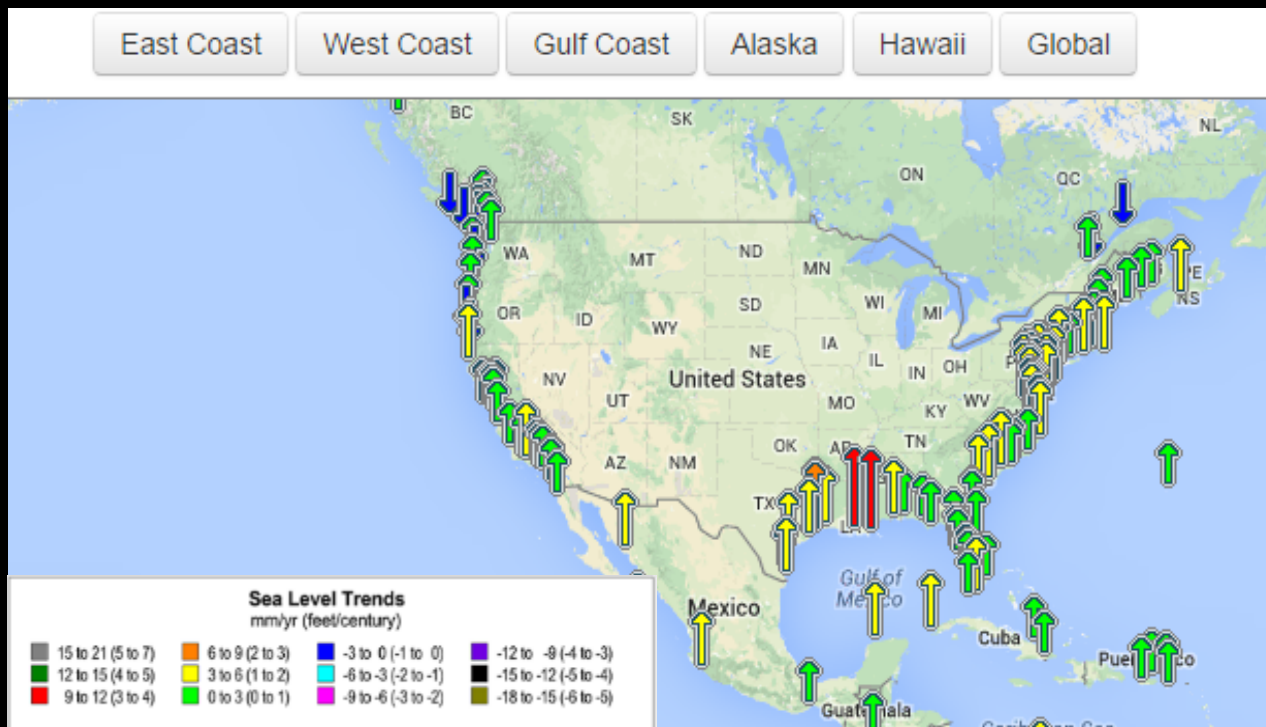 East Coast West Coast Gulf Coast Alaska Hawaii Global
BC
SK
NL
ON
QC
WA
MT
ND
MN
PE
NS
OR
ID
SD
WI
MI
WY
IA
NE
IL
IN
OH
NV
United States
UT
MO
WV
KY
OK
TN
AZ
NM
TX
LA
Gulf of
Mexico
Mexico
Cuba
Guatemala
Sea Level Trends
mm/yr (feet/century)
15 to 21 (5 to 7) 6 to 9 (2 to 3) -3 to 0 (-1 to 0) -12 to -9 (-4 to -3)
12 to 15 (4 to 5) 3 to 6 (1 to 2) -6 to -3 (-2 to -1) -15 to -12 (-5 to -4)
9 to 12 (3 to 4) 0 to 3 (0 to 1) -9 to -6 (-3 to -2) -18 to -15 (-6 to -5)